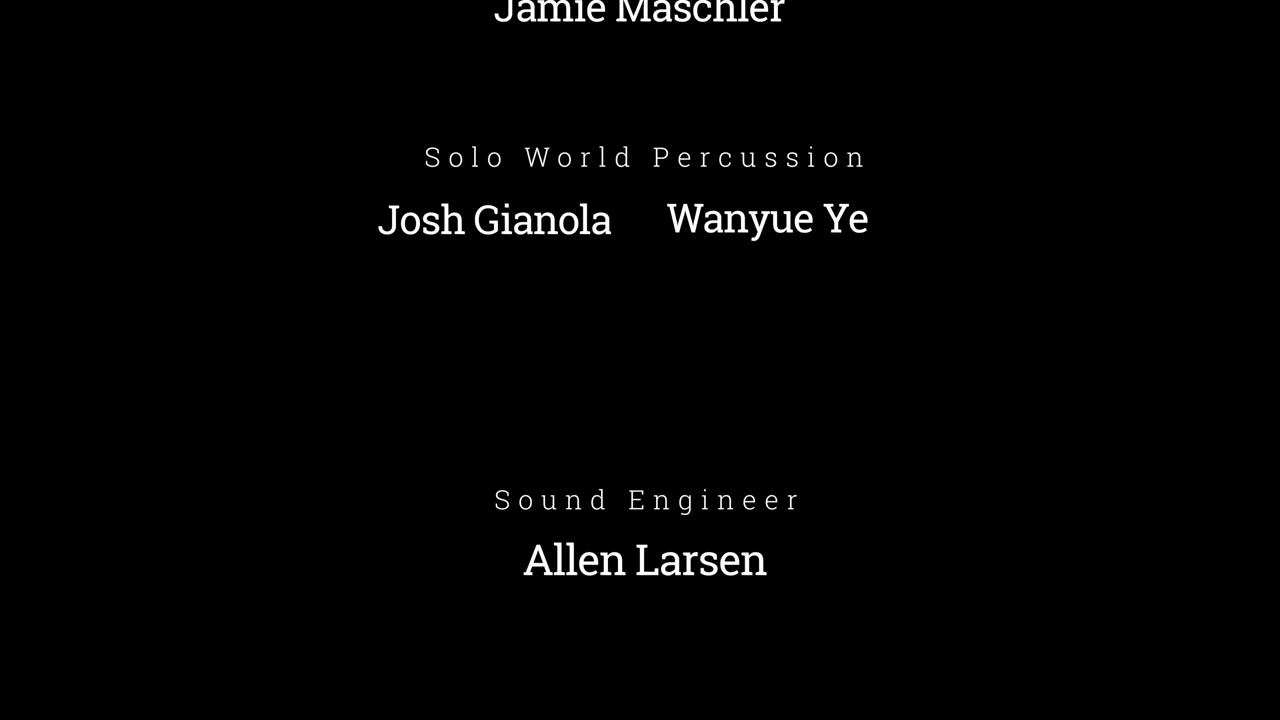 Jamie Maschler
Solo World Percussion
Josh Gianola Wanyue Ye
Sound Engineer
Allen Larsen